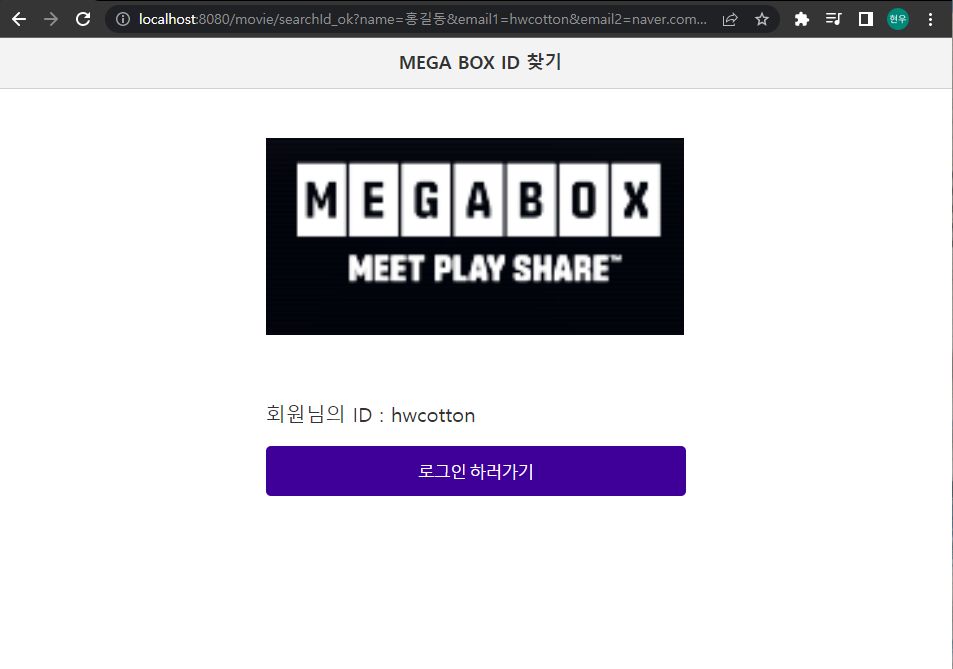 localhost:8080/movie/searchId_ok?name=홍길동&email1=hwcotton&email2=naver.com...
현우
MEGA BOX ID 찾기
MEGABOX
MEET PLAY SHARE™
회원님의 ID : hwcotton
로그인 하러가기